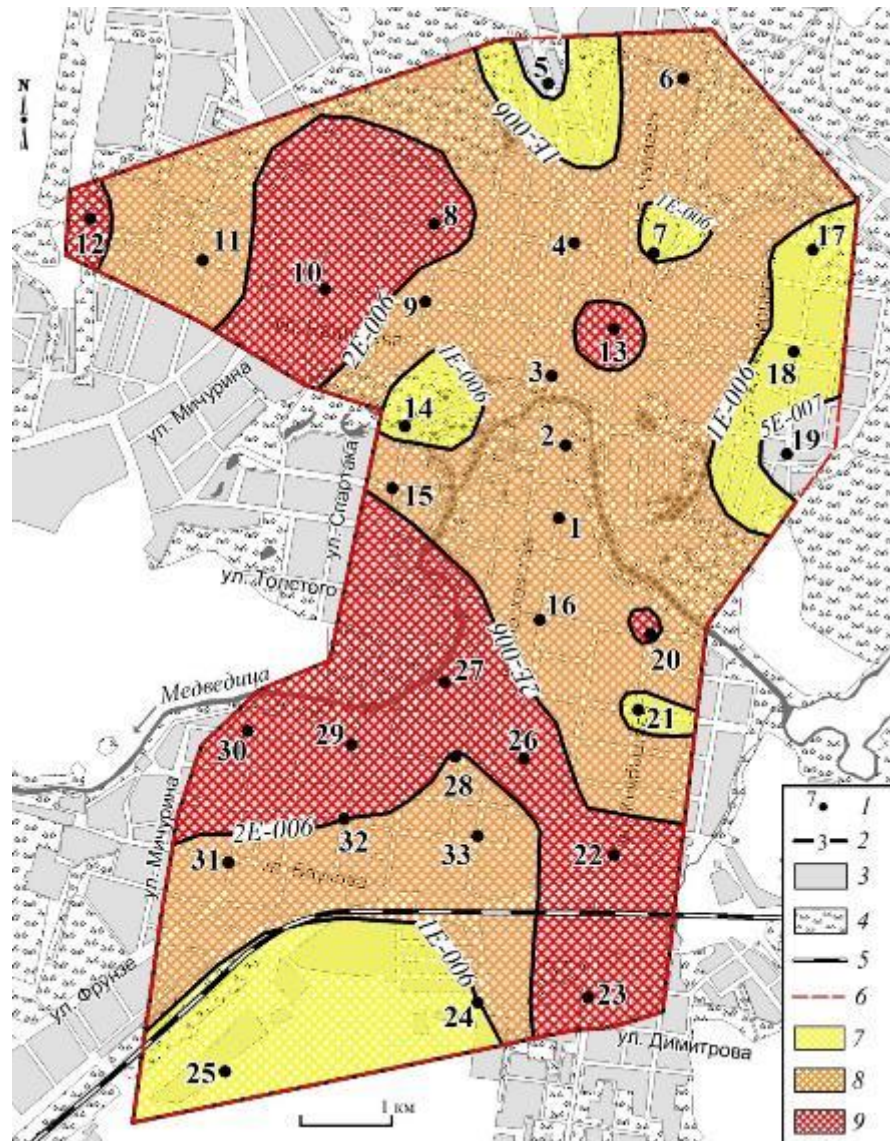 N
5
6
1E-006
12
11
8
10
4
1E-006
7
17
9
2E-006
13
18
3
1E-006
1E-006
14
5E-007
19
ул. Мичурина
2
15
ул. Спартака
1
ул. Толстого
16
2E-006
20
Медведица
27
21
30
29
26
28
2E-006
32
ул. Мичурина
31
33
22
1E-006
ул. Фрунзе
24
23
ул. Димитрова
25
1 км
7 1
3 2
3
4
5
6
7
8
9